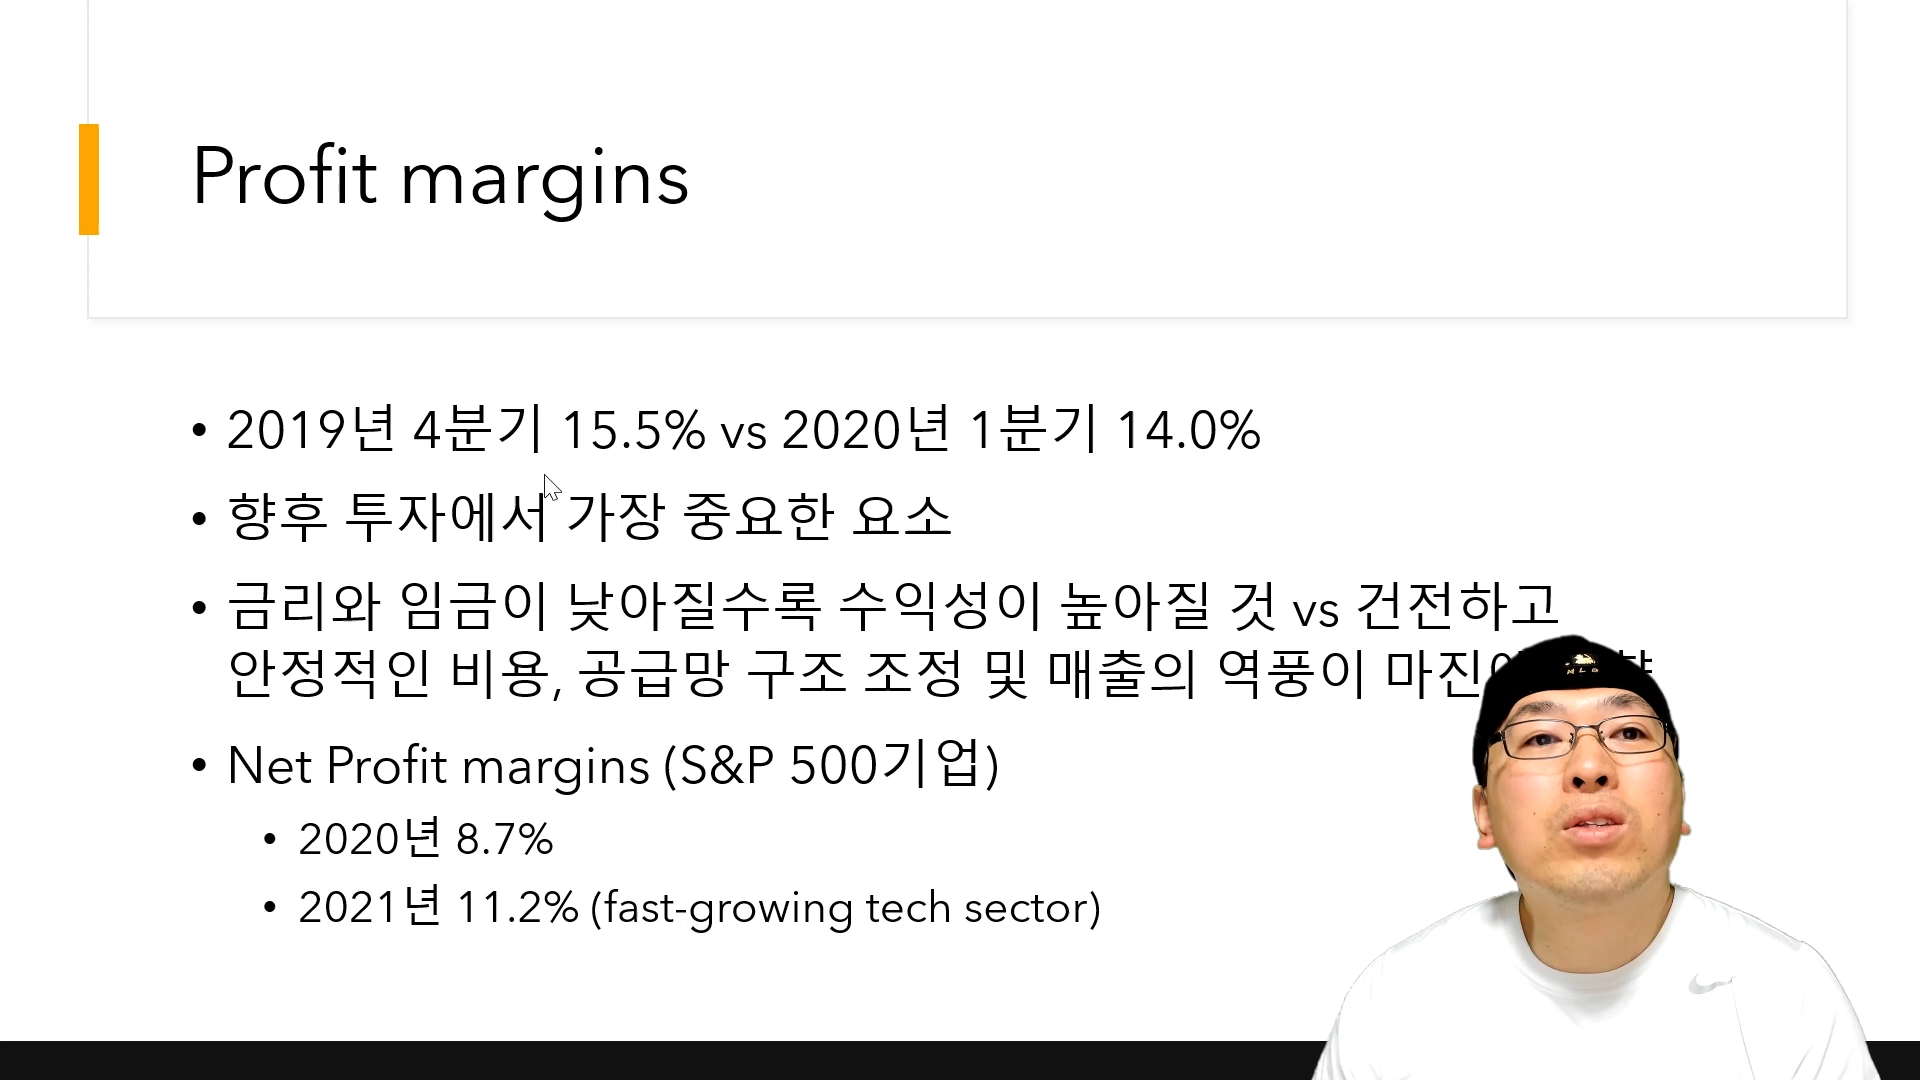 Profit margins
• 2019년 4분기 15.5% vs 2020년 1분기 14.0%
• 향후 투자에서 가장 중요한 요소
• 금리와 임금이 낮아질수록 수익성이 높아질 것 vs 건전하고
안정적인 비용, 공급망 구조 조정 및 매출의 역풍이
• Net Profit margins (S&P 500기업)
• 2020년 8.7%
• 2021년 11.2% (fast-growing tech sector)